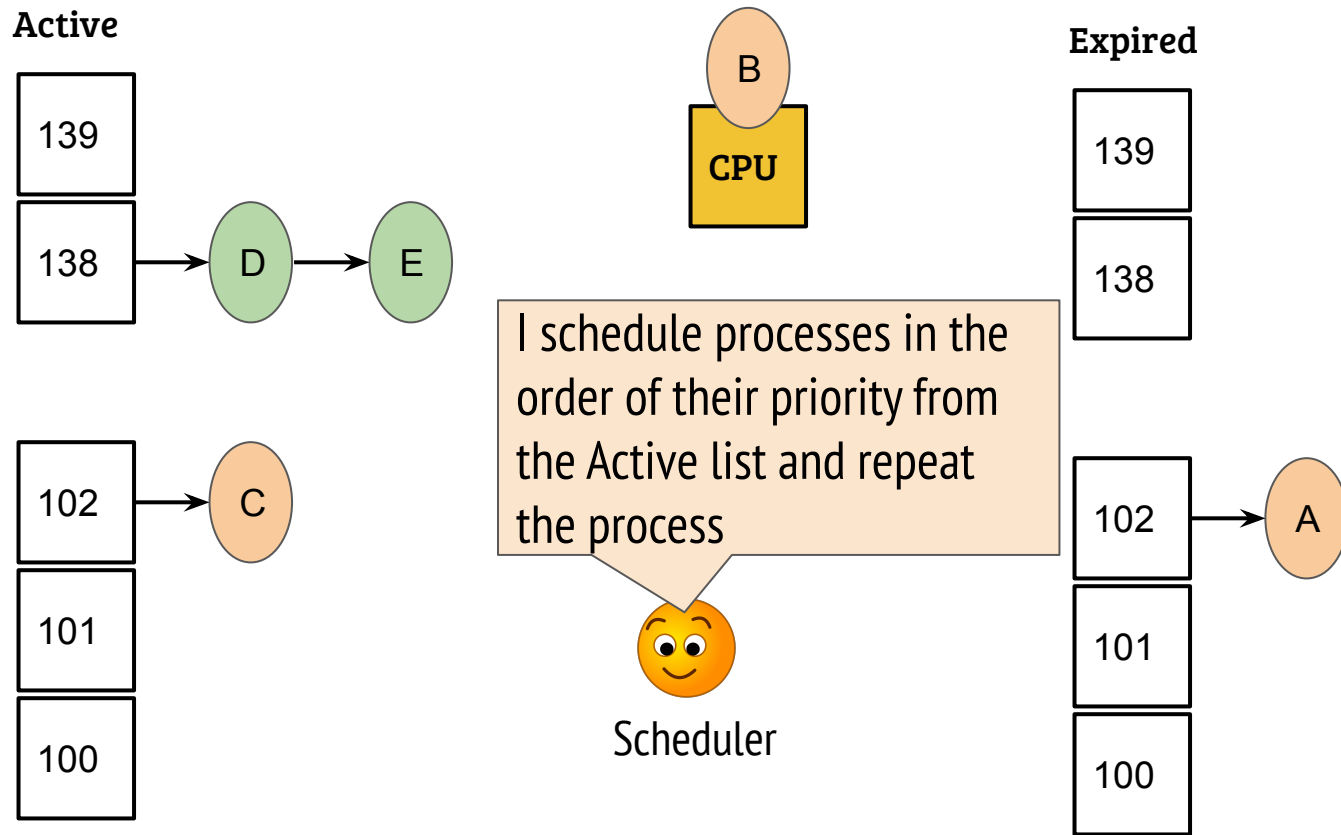 Active
139
138
D
E
102
C
101
100
B
CPU
I schedule processes in the
order of their priority from
the Active list and repeat
the process
Scheduler
Expired
139
138
102
A
101
100